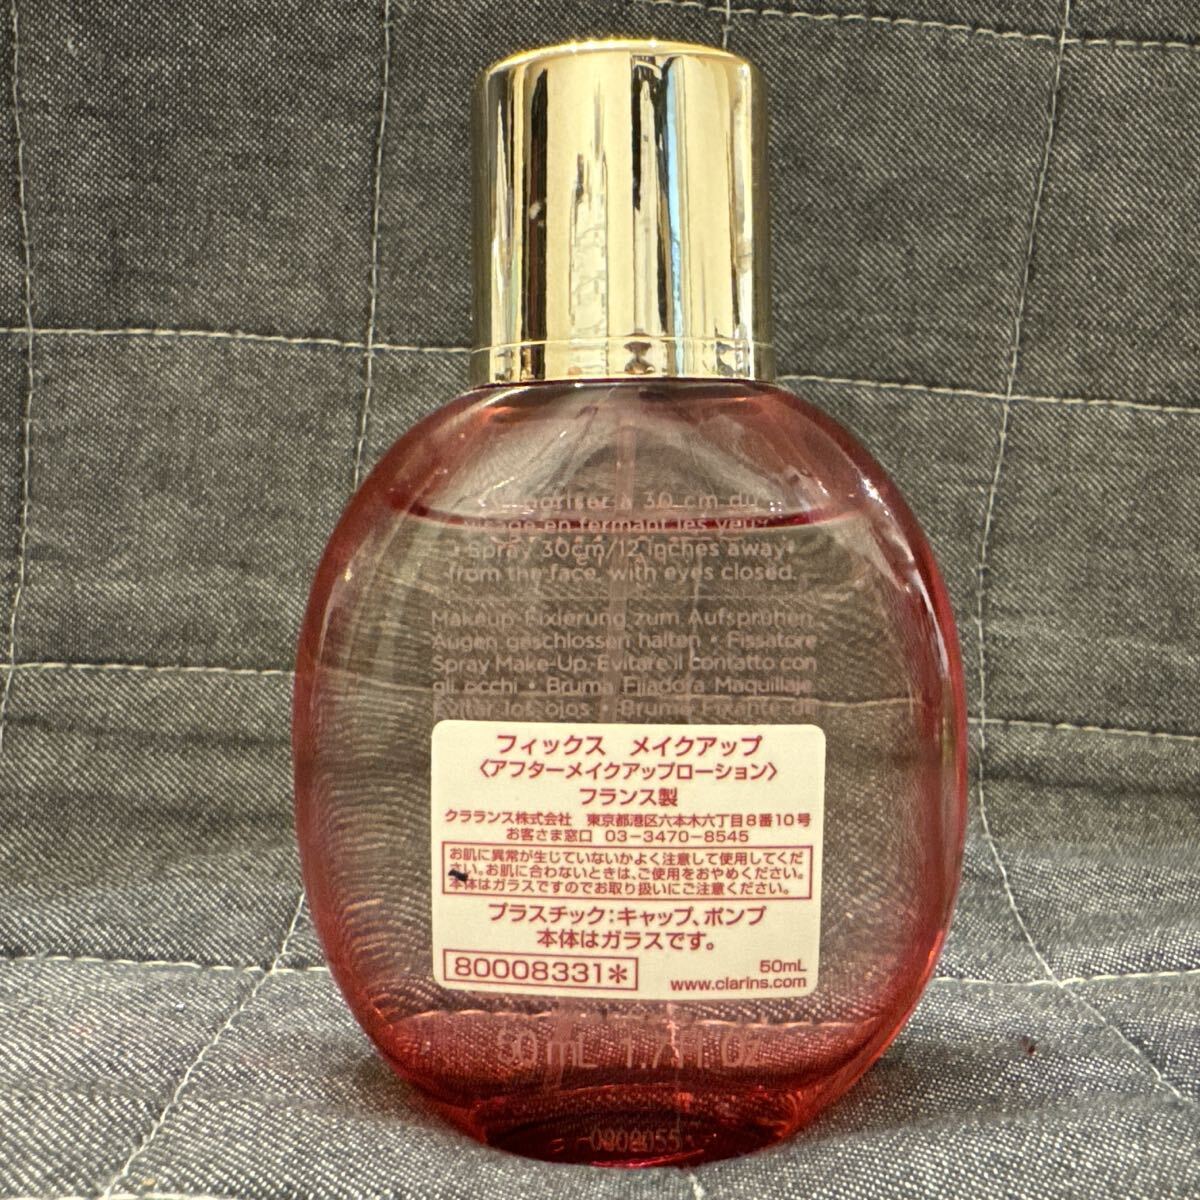 Vaporiser à 30 cm du
visage en fermant les yeux
• Spray 30cm/12 inches away
from the face, with eyes closed.
Makeup-Fixierung zum Aufsprühen.
Augen geschlossen halten • Fissatore
Spray Make-Up. Evitare il contatto con
gli occhi • Bruma Fijadora Maquillaje
Evitar los ojos • Bruma Fixante de
フィックス メイクアップ
〈アフターメイクアップローション〉
フランス製
クラランス株式会社 東京都港区六本木六丁目8番10号
お客さま窓口 03-3470-8545
お肌に異常が生じていないかよく注意して使用してくだ
さい。お肌に合わないときは、ご使用をおやめください。
本体はガラスですのでお取り扱いにご注意ください。
プラスチック:キャップ、ポンプ
本体はガラスです。
80008331*
50mL
www.clarins.com
50 mL 1.7 Fl. Oz